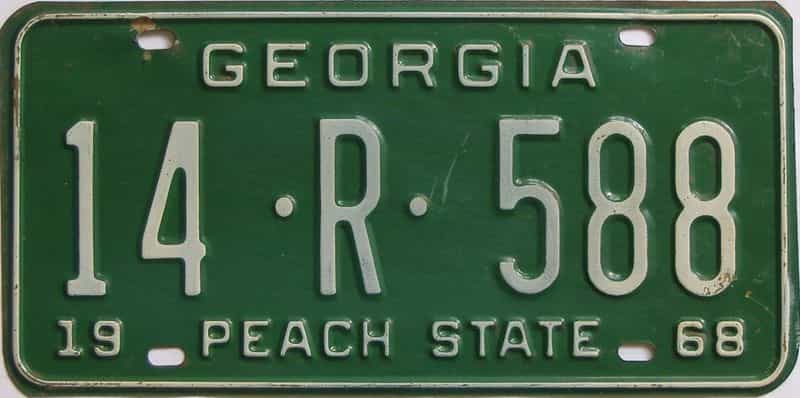 GEORGIA
14·R·588
19 PEACH STATE 68